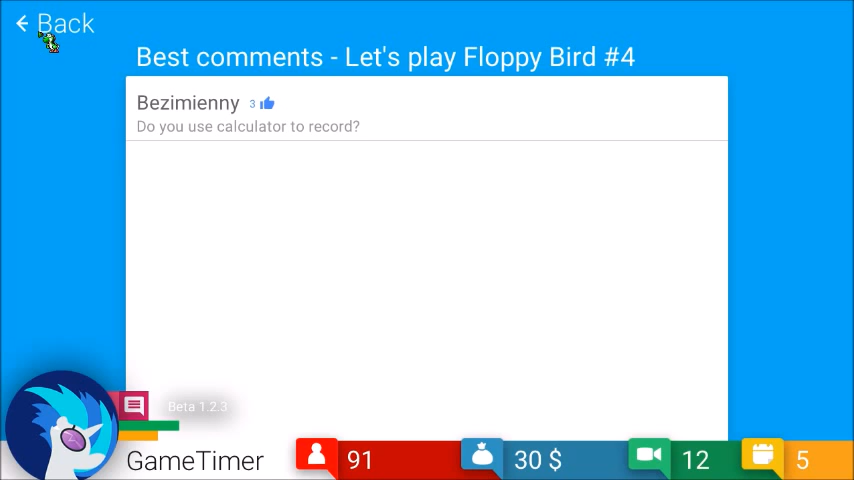 Back
Best comments - Let's play Floppy Bird #4
Bezimienny 3
Do you use calculator to record?
Beta 1.2.3
GameTimer 91 30 $ 12 5